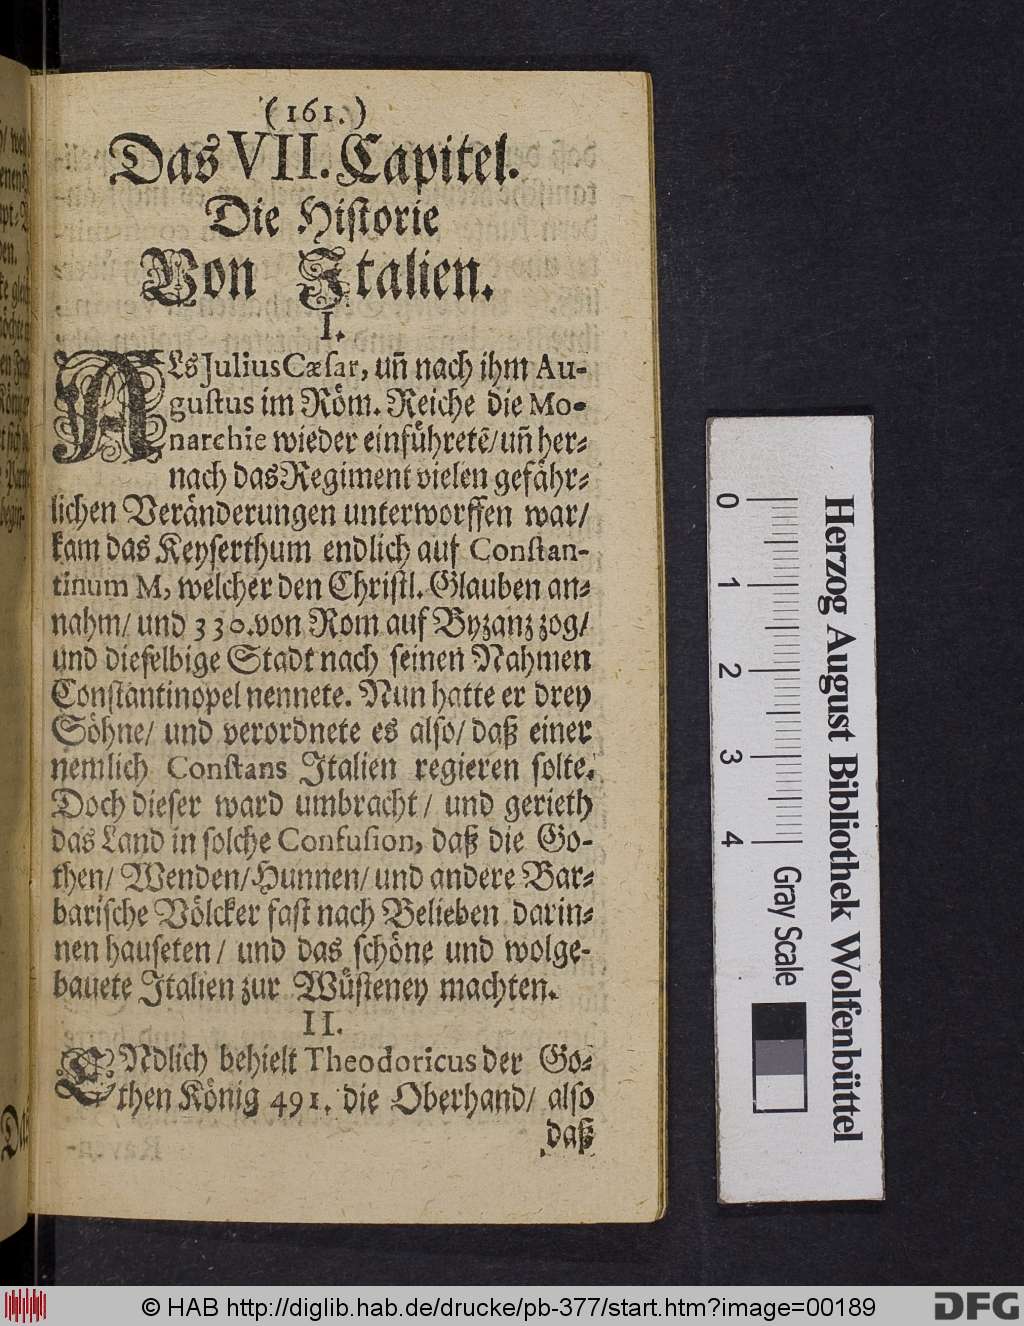 (161.)
Das VII. Capitel.
Die Historie
Von Italien.
I.
ALs Julius Cæsar, uñ nach ihm Au-
gustus im Röm. Reiche die Mo-
narchie wieder einführetẽ/uñ her-
nach das Regiment vielen gefähr-
lichen Veränderungen unterworffen war/
kam das Keyserthum endlich auf Constan-
tinum M, welcher den Christl. Glauben an-
nahm/ und 330. von Rom auf Byzanz zog/
und dieselbige Stadt nach seinen Nahmen
Constantinopel nennete. Nun hatte er drey
Söhne/ und verordnete es also/ daß einer
nemlich Constans Italien regieren solte.
Doch dieser ward umbracht/ und gerieth
das Land in solche Confusion, daß die Go-
then/ Wenden/Hunnen/ und andere Bar-
barische Völcker fast nach Belieben darin-
nen hauseten/ und das schöne und wolge-
bauete Italien zur Wüsteney machten.
II.
ENdlich behielt Theodoricus der Go-
then König 491. die Oberhand/ also
daß
0 1 2 3 4
Gray Scale
Herzog August Bibliothek Wolfenbüttel
© HAB http://diglib.hab.de/drucke/pb-377/start.htm?image=00189
DFG